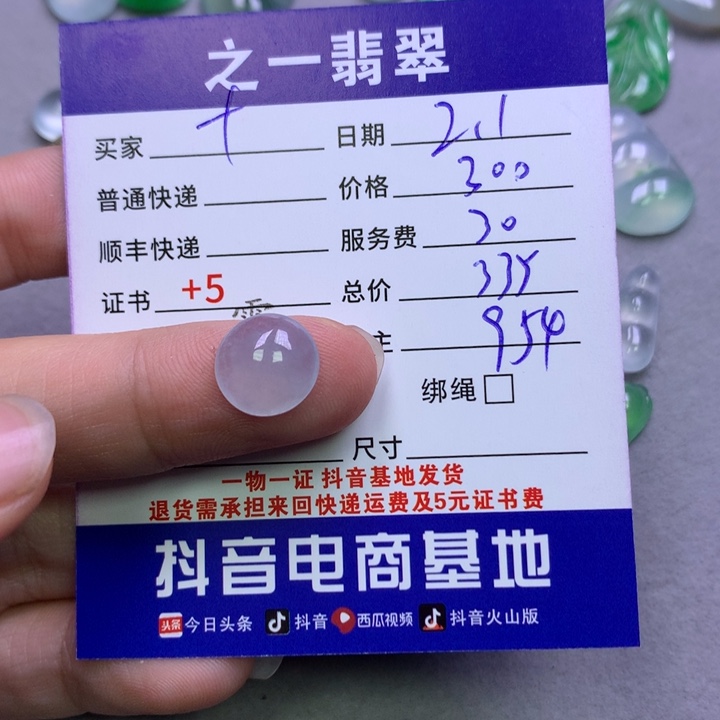 之一翡翠
买家 十 日期 2.1
普通快递 价格 300
顺丰快递 服务费 30
证书 +5 总价 335
主 954
绑绳
尺寸
一物一证 抖音基地发货
退货需承担来回快递运费及5元证书费
抖音电商基地
头条 今日头条 抖音 西瓜视频 抖音火山版